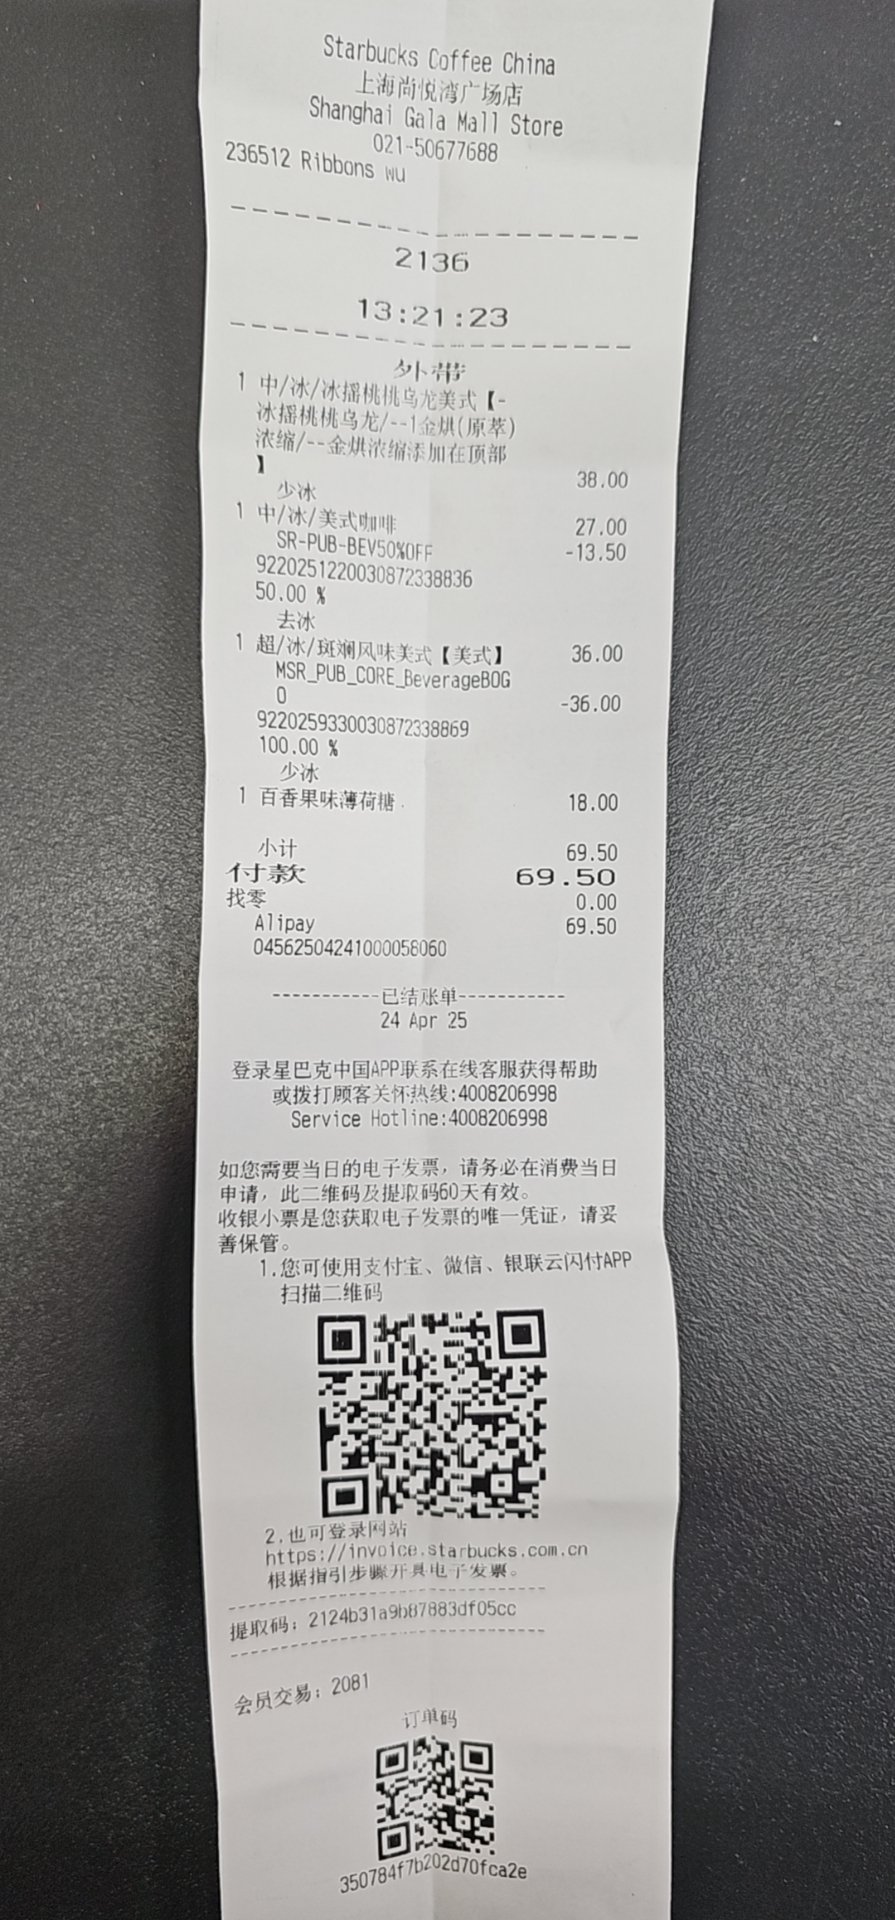 Starbucks Coffee China
上海尚悦湾广场店
Shanghai Gala Mall Store
021-50677688
236512 Ribbons wu
2136
13:21:23
外带
1 中/冰/冰摇桃桃乌龙美式【-
冰摇桃桃乌龙/--1金烘(原萃)
浓缩/--金烘浓缩添加在顶部
】 38.00
少冰
1 中/冰/美式咖啡 27.00
SR-PUB-BEV50%OFF -13.50
9220251220030872338836
50.00 %
去冰
1 超/冰/斑斓风味美式【美式】 36.00
MSR_PUB_CORE_BeverageBOG
O -36.00
9220259330030872338869
100.00 %
少冰
1 百香果味薄荷糖 18.00
小计 69.50
付款 69.50
找零 0.00
Alipay 69.50
04562504241000058060
-----------已结账单-----------
24 Apr 25
登录星巴克中国APP联系在线客服获得帮助
或拨打顾客关怀热线:4008206998
Service Hotline:4008206998
如您需要当日的电子发票，请务必在消费当日
申请，此二维码及提取码60天有效。
收银小票是您获取电子发票的唯一凭证，请妥
善保管。
1.您可使用支付宝、微信、银联云闪付APP
扫描二维码
2.也可登录网站
https://invoice.starbucks.com.cn
根据指引步骤开具电子发票。
提取码: 2124b31a9b87883df05cc
会员交易: 2081
订单码
350784f7b202d70fca2e